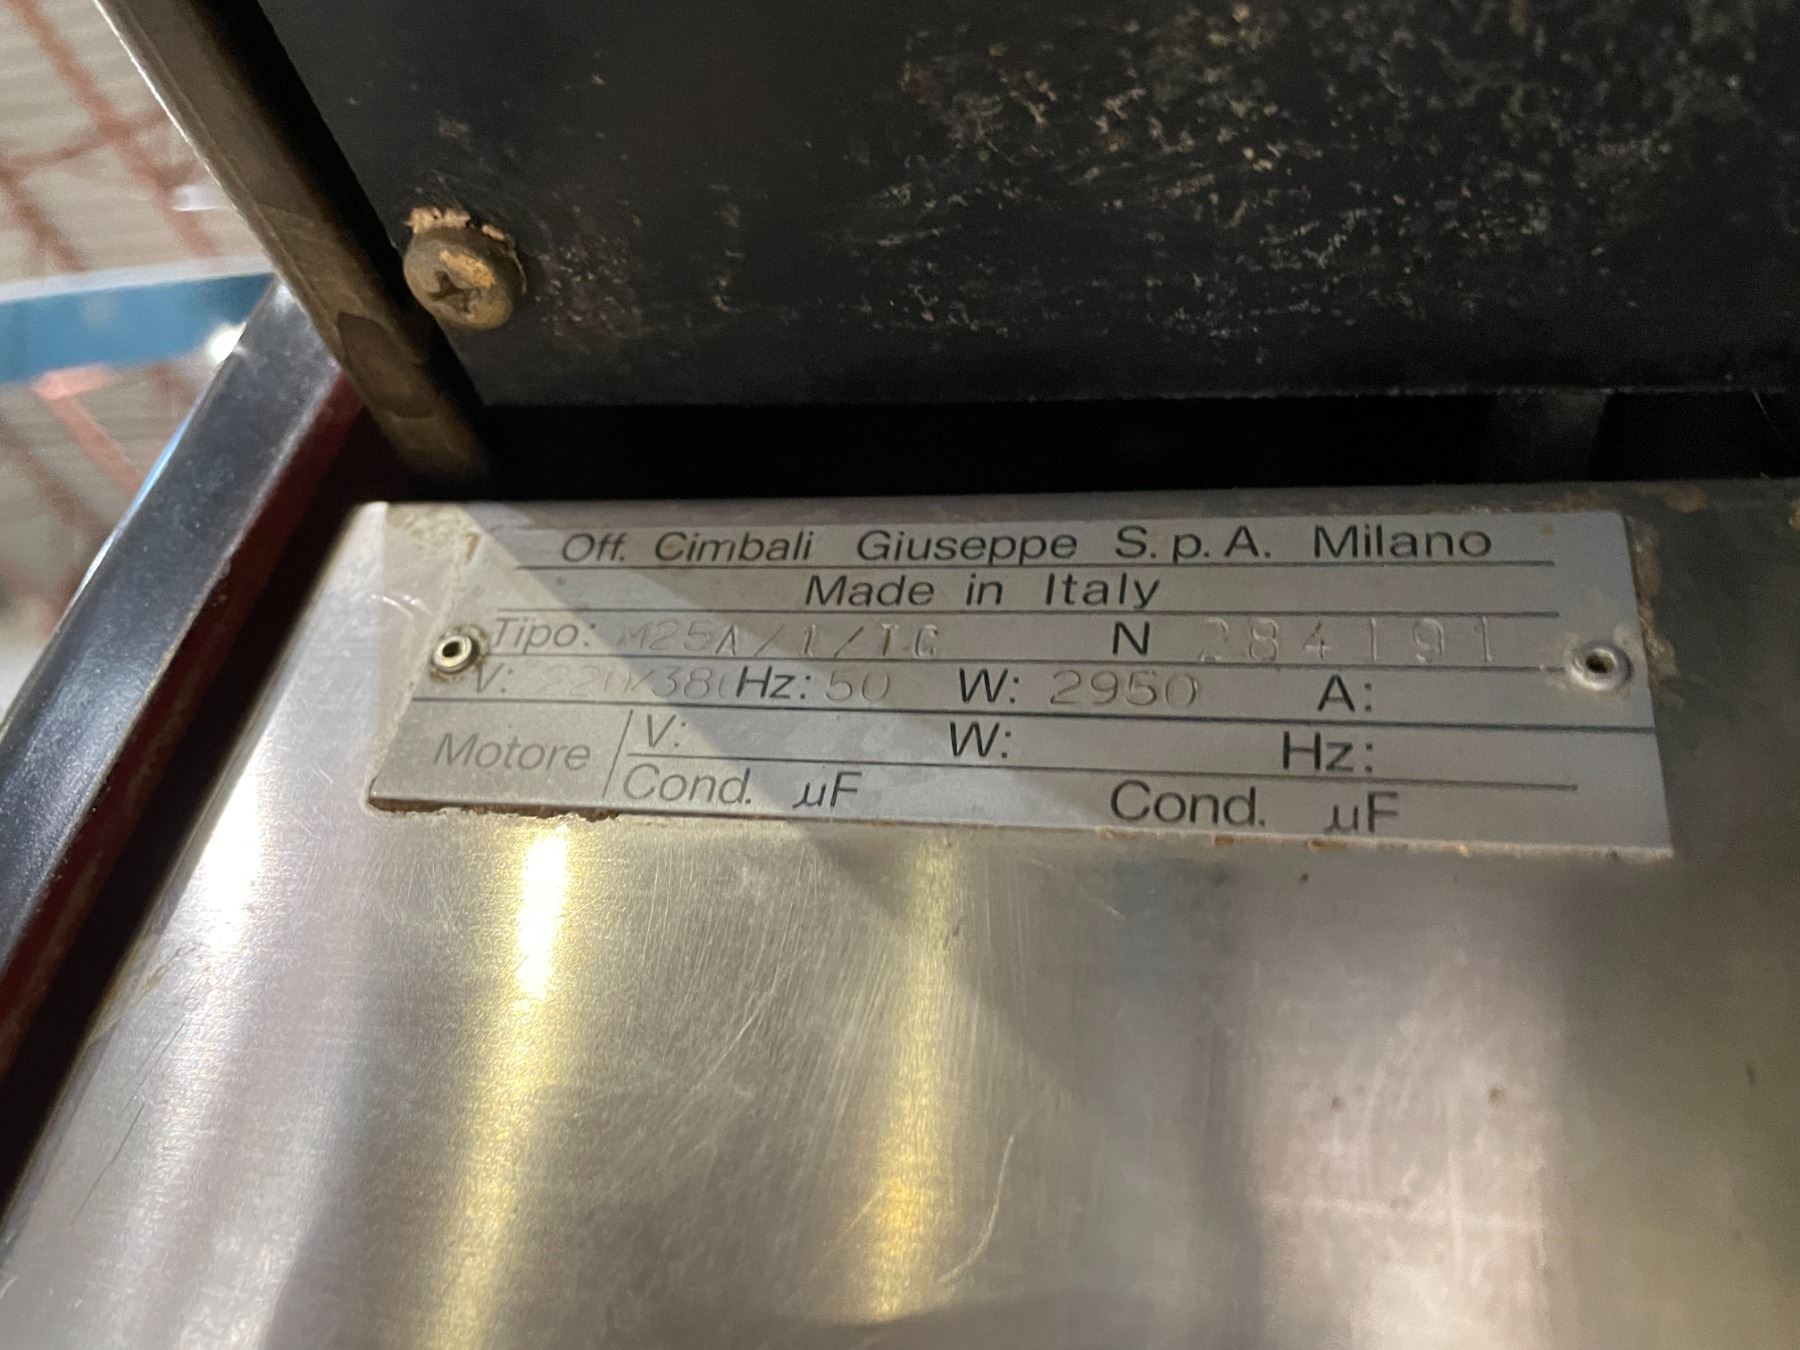 Off. Cimbali Giuseppe S.p.A. Milano
Made in Italy
Tipo: M25A/1/TC N 284191
V: 220/380 Hz: 50 W: 2950 A:
Motore V: W: Hz:
Cond. µF Cond. µF